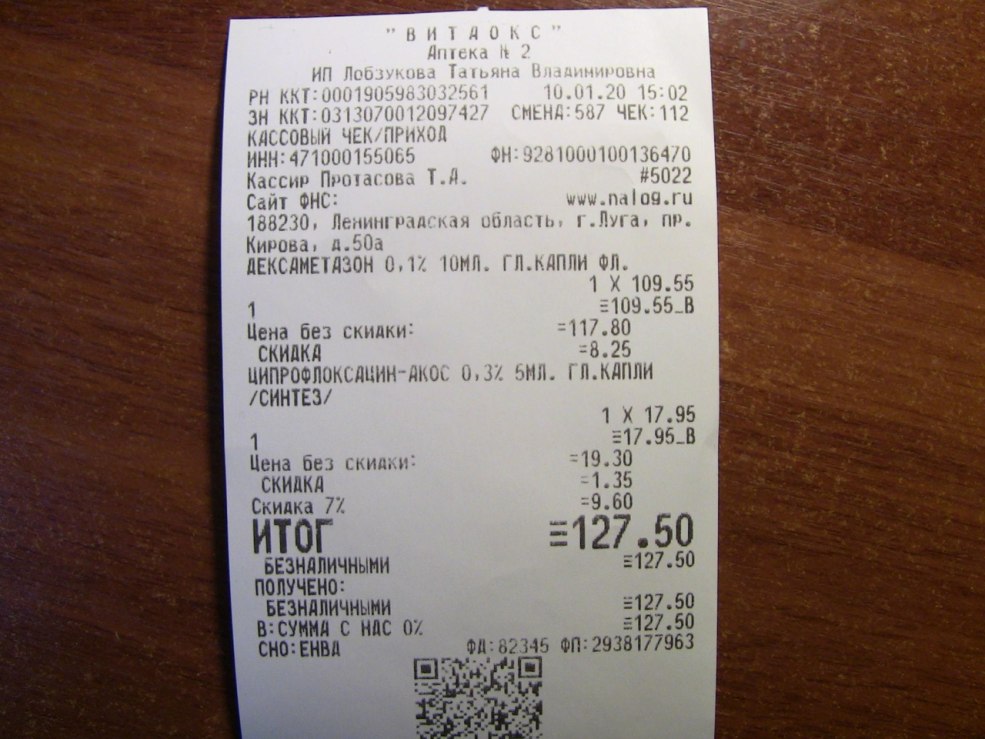 "ВИТАОКС"
Аптека № 2
ИП Лобзукова Татьяна Владимировна
РН ККТ:0001905983032561 10.01.20 15:02
ЗН ККТ:0313070012097427 СМЕНА:587 ЧЕК:112
КАССОВЫЙ ЧЕК/ПРИХОД
ИНН:471000155065 ФН:9281000100136470
Кассир Протасова Т.А. #5022
Сайт ФНС: www.nalog.ru
188230, Ленинградская область, г.Луга, пр.
Кирова, д.50а
ДЕКСАМЕТАЗОН 0,1% 10МЛ. ГЛ.КАПЛИ ФЛ.
1 X 109.55
1 ≡109.55_В
Цена без скидки: =117.80
СКИДКА =8.25
ЦИПРОФЛОКСАЦИН-АКОС 0,3% 5МЛ. ГЛ.КАПЛИ
/СИНТЕЗ/
1 X 17.95
1 ≡17.95_В
Цена без скидки: =19.30
СКИДКА =1.35
Скидка 7% =9.60
ИТОГ ≡127.50
БЕЗНАЛИЧНЫМИ ≡127.50
ПОЛУЧЕНО:
БЕЗНАЛИЧНЫМИ ≡127.50
В:СУММА С НДС 0% ≡127.50
СНО:ЕНВД ФД:82345 ФП:2938177963